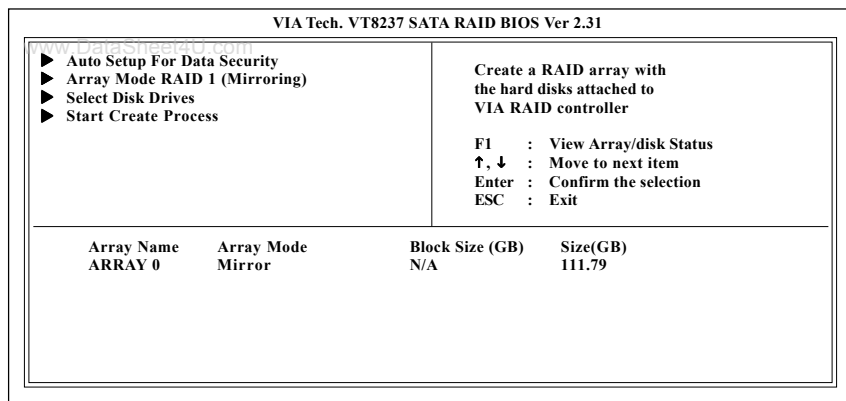 VIA Tech. VT8237 SATA RAID BIOS Ver 2.31
www.DataSheet4U.com
▶ Auto Setup For Data Security
▶ Array Mode RAID 1 (Mirroring)
▶ Select Disk Drives
▶ Start Create Process
Create a RAID array with
the hard disks attached to
VIA RAID controller
F1 : View Array/disk Status
↑, ↓ : Move to next item
Enter : Confirm the selection
ESC : Exit
Array Name Array Mode Block Size (GB) Size(GB)
ARRAY 0 Mirror N/A 111.79